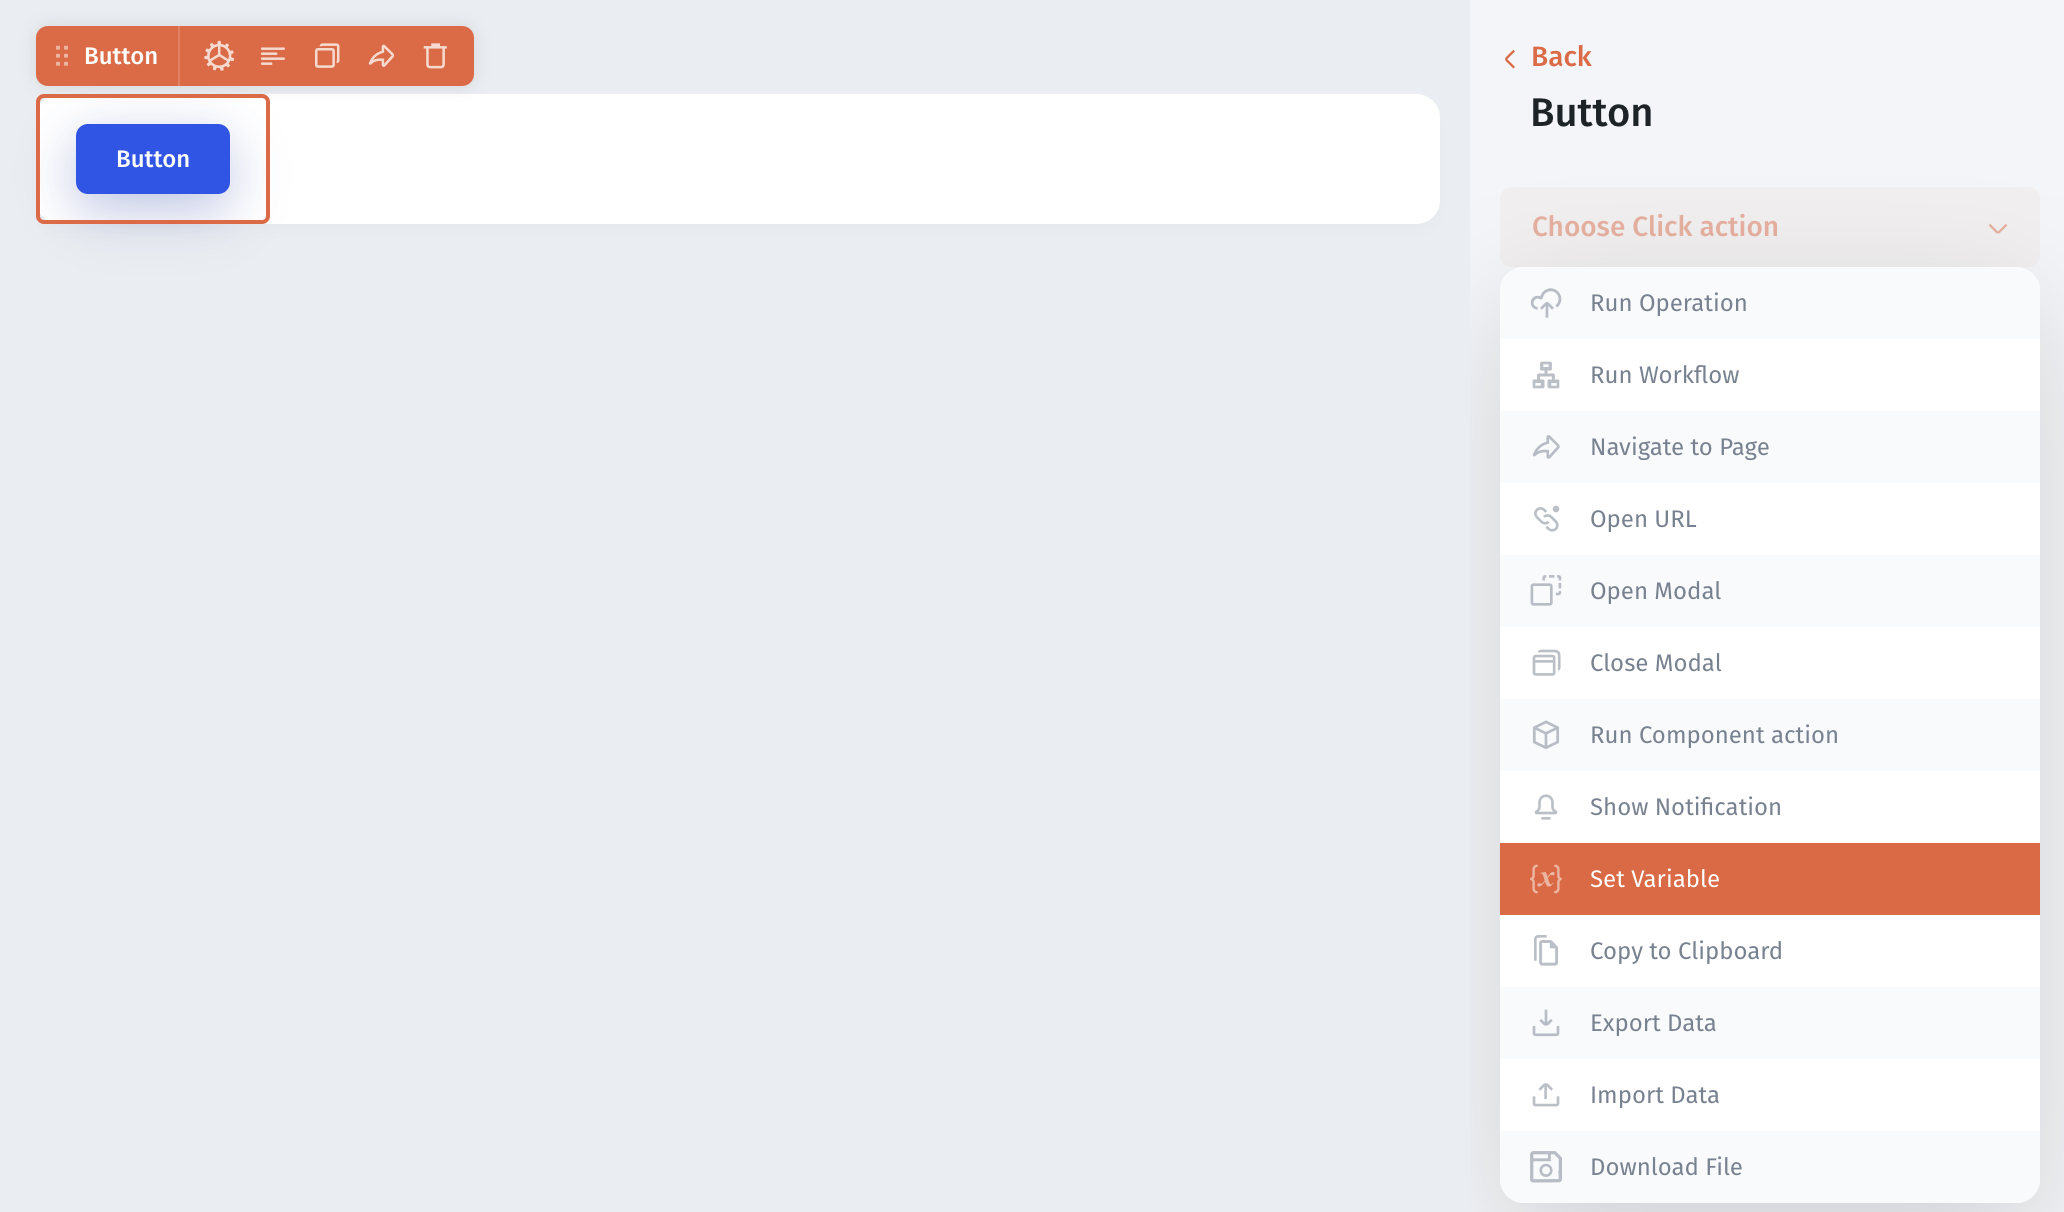 Button
Button
Back
Button
Choose Click action
Run Operation
Run Workflow
Navigate to Page
Open URL
Open Modal
Close Modal
Run Component action
Show Notification
{x} Set Variable
Copy to Clipboard
Export Data
Import Data
Download File